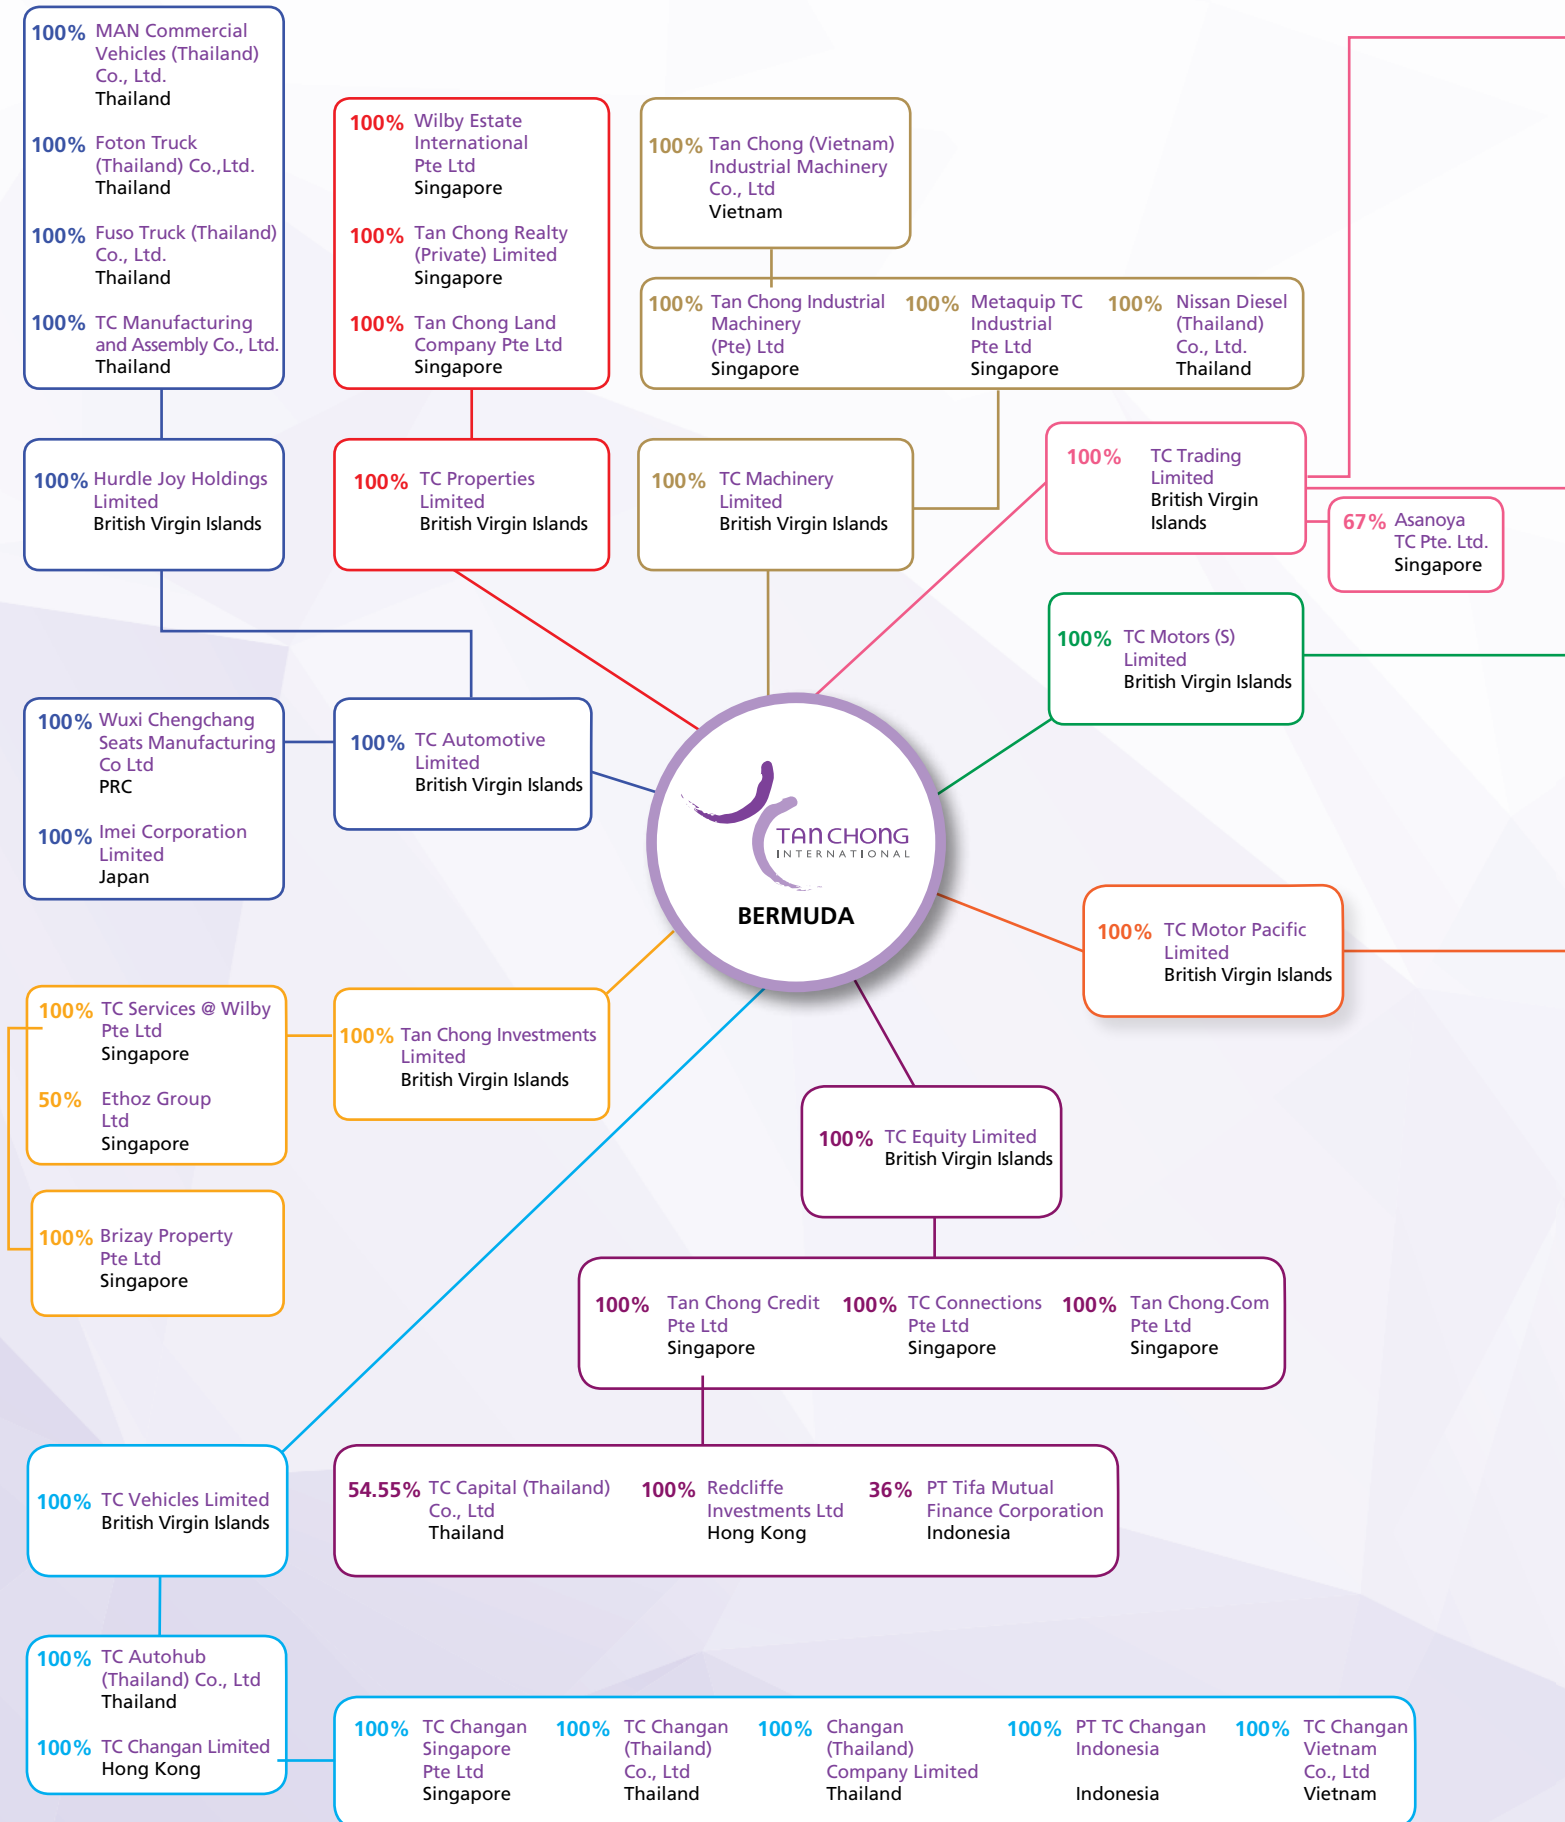 100% MAN Commercial
Vehicles (Thailand)
Co., Ltd.
Thailand
100% Foton Truck
(Thailand) Co.,Ltd.
Thailand
100% Fuso Truck (Thailand)
Co., Ltd.
Thailand
100% TC Manufacturing
and Assembly Co., Ltd.
Thailand
100% Wilby Estate
International
Pte Ltd
Singapore
100% Tan Chong Realty
(Private) Limited
Singapore
100% Tan Chong Land
Company Pte Ltd
Singapore
100% Tan Chong (Vietnam)
Industrial Machinery
Co., Ltd
Vietnam
100% Tan Chong Industrial
Machinery
(Pte) Ltd
Singapore
100% Metaquip TC
Industrial
Pte Ltd
Singapore
100% Nissan Diesel
(Thailand)
Co., Ltd.
Thailand
100% Hurdle Joy Holdings
Limited
British Virgin Islands
100% TC Properties
Limited
British Virgin Islands
100% TC Machinery
Limited
British Virgin Islands
100% TC Trading
Limited
British Virgin
Islands
67% Asanoya
TC Pte. Ltd.
Singapore
100% TC Motors (S)
Limited
British Virgin Islands
100% Wuxi Chengchang
Seats Manufacturing
Co Ltd
PRC
100% Imei Corporation
Limited
Japan
100% TC Automotive
Limited
British Virgin Islands
TAN CHONG
INTERNATIONAL
BERMUDA
100% TC Motor Pacific
Limited
British Virgin Islands
100% TC Services @ Wilby
Pte Ltd
Singapore
50% Ethoz Group
Ltd
Singapore
100% Tan Chong Investments
Limited
British Virgin Islands
100% Brizay Property
Pte Ltd
Singapore
100% TC Equity Limited
British Virgin Islands
100% Tan Chong Credit
Pte Ltd
Singapore
100% TC Connections
Pte Ltd
Singapore
100% Tan Chong.Com
Pte Ltd
Singapore
54.55% TC Capital (Thailand)
Co., Ltd
Thailand
100% Redcliffe
Investments Ltd
Hong Kong
36% PT Tifa Mutual
Finance Corporation
Indonesia
100% TC Vehicles Limited
British Virgin Islands
100% TC Autohub
(Thailand) Co., Ltd
Thailand
100% TC Changan Limited
Hong Kong
100% TC Changan
Singapore
Pte Ltd
Singapore
100% TC Changan
(Thailand)
Co., Ltd
Thailand
100% Changan
(Thailand)
Company Limited
Thailand
100% PT TC Changan
Indonesia
Indonesia
100% TC Changan
Vietnam
Co., Ltd
Vietnam